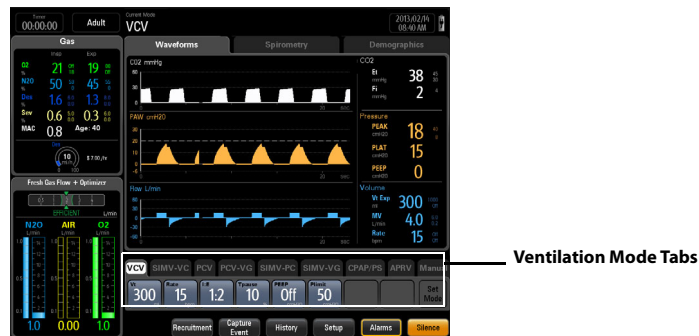 Timer
00:00:00
Adult
Current Mode
VCV
2013/02/14
08:40 AM
Gas
Insp
Exp
O2
%
21
19
N2O
%
50
45
Des
%
1.6
1.3
Sev
%
0.6
0.3
MAC
0.8
Age: 40
Des
10
0
100
$ 7.00 /hr
Fresh Gas Flow + Optimizer
EFFICIENT
L/min
N2O
AIR
O2
L/min
L/min
L/min
1.0
0.00
1.0
Waveforms
Spirometry
Demographics
CO2 mmHg
PAW cmH2O
Flow L/min
CO2
Et
mmHg
38
Fi
mmHg
2
Pressure
PEAK
cmH2O
18
PLAT
cmH2O
15
PEEP
cmH2O
0
Volume
Vt Exp
ml
300
MV
L/min
4.0
Rate
bpm
15
VCV
SIMV-VC
PCV
PCV-VG
SIMV-PC
SIMV-VG
CPAP/PS
APRV
Manual
Vt
300
Rate
15
I:E
1:2
Tpause
10
PEEP
Off
Plimit
50
Set
Mode
Ventilation Mode Tabs
Recruitment
Capture
Event
History
Setup
Alarms
Silence